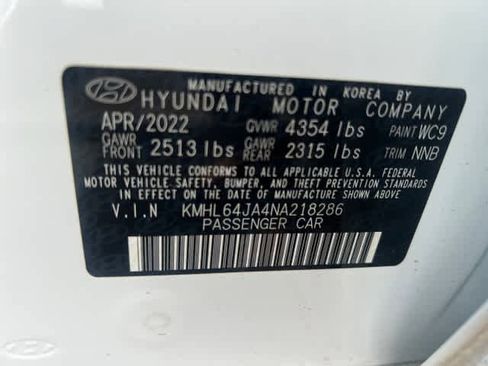 MANUFACTURED IN KOREA BY
HYUNDAI MOTOR COMPANY
APR/2022 GVWR 4354 lbs PAINT WC9
GAWR FRONT 2513 lbs GAWR REAR 2315 lbs TRIM NNB
THIS VEHICLE CONFORMS TO ALL APPLICABLE U.S.A. FEDERAL
MOTOR VEHICLE SAFETY, BUMPER, AND THEFT PREVENTION STANDARDS
IN EFFECT ON THE DATE OF MANUFACTURE SHOWN ABOVE.
V.I.N KMHL64JA4NA218286
PASSENGER CAR